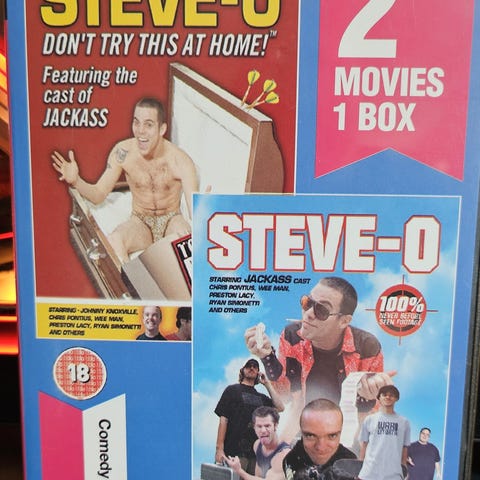 STEVE-O
DON'T TRY THIS AT HOME!™
Featuring the
cast of
JACKASS
2
MOVIES
1 BOX
STEVE-O
STARRING JACKASS CAST
CHRIS PONTIUS, WEE MAN,
PRESTON LACY,
RYAN SIMONETTI
AND OTHERS
100%
NEVER BEFORE
SEEN FOOTAGE
STARRING - JOHNNY KNOXVILLE,
CHRIS PONTIUS, WEE MAN,
PRESTON LACY, RYAN SIMONETTI
AND OTHERS
18
Comedy